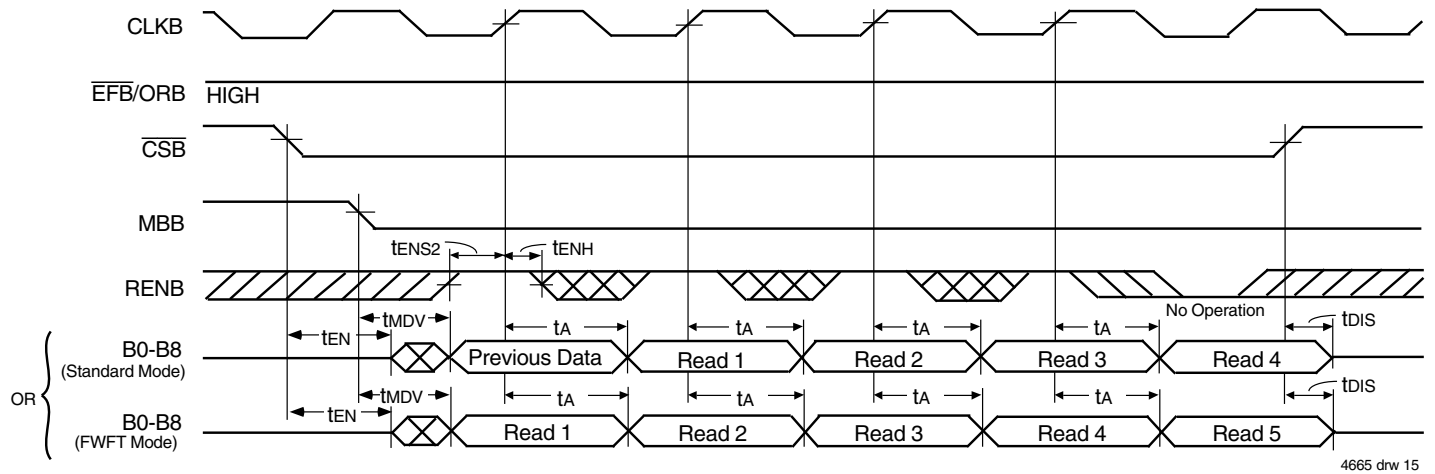 CLKB
EFB/ORB HIGH
CSB
MBB
tENS2 tENH
RENB
No Operation
tMDV
tEN tA tA tA tA tDIS
B0-B8
(Standard Mode)
Previous Data Read 1 Read 2 Read 3 Read 4
OR
tMDV
tEN tA tA tA tA tDIS
B0-B8
(FWFT Mode)
Read 1 Read 2 Read 3 Read 4 Read 5
4665 drw 15